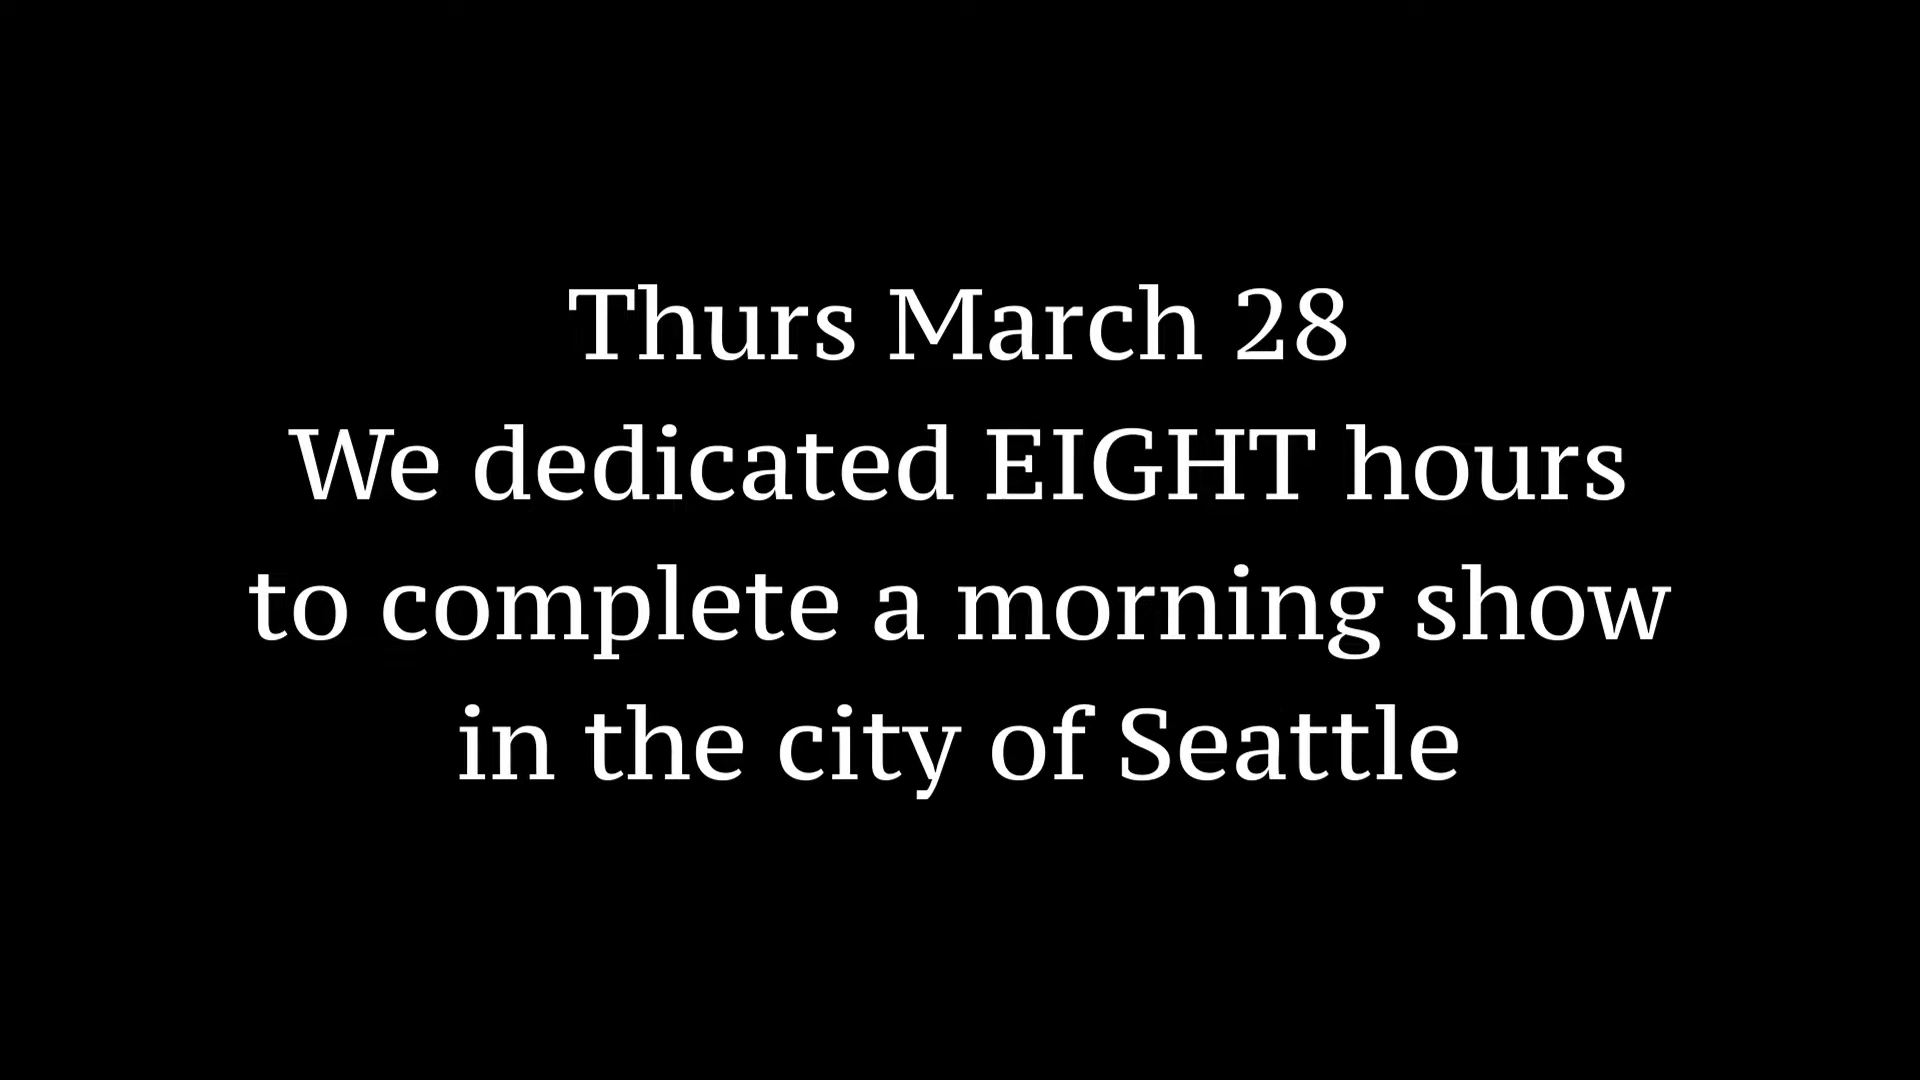 Thurs March 28
We dedicated EIGHT hours
to complete a morning show
in the city of Seattle